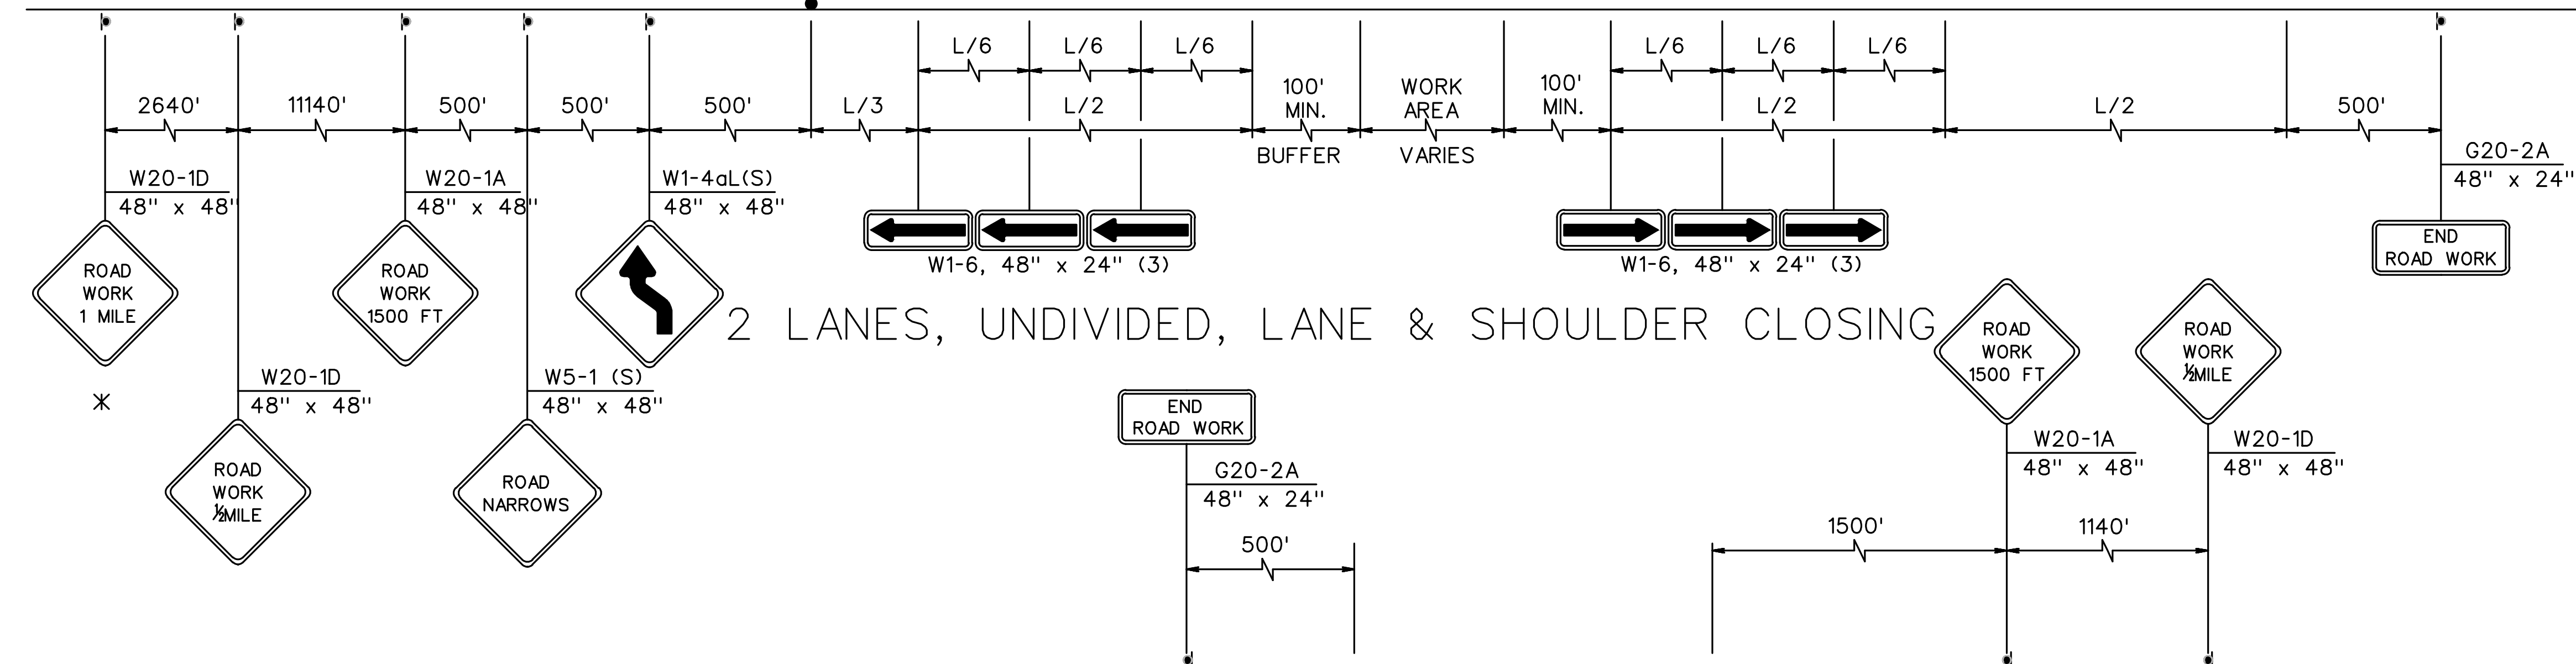 L/6 L/6 L/6 L/6 L/6 L/6
2640' 11140' 500' 500' 500' L/3 L/2 100' MIN. WORK AREA 100' MIN. L/2 L/2 500'
BUFFER VARIES
G20-2A
48" x 24"
END
ROAD WORK
W20-1D
48" x 48"
ROAD
WORK
1 MILE
W20-1A
48" x 48"
ROAD
WORK
1500 FT
W1-4aL(S)
48" x 48"
W1-6, 48" x 24" (3)
W1-6, 48" x 24" (3)
2 LANES, UNDIVIDED, LANE & SHOULDER CLOSING
W20-1D
48" x 48"
ROAD
WORK
½MILE
W5-1 (S)
48" x 48"
ROAD
NARROWS
END
ROAD WORK
G20-2A
48" x 24"
500'
ROAD
WORK
1500 FT
W20-1A
48" x 48"
ROAD
WORK
½MILE
W20-1D
48" x 48"
1500' 1140'